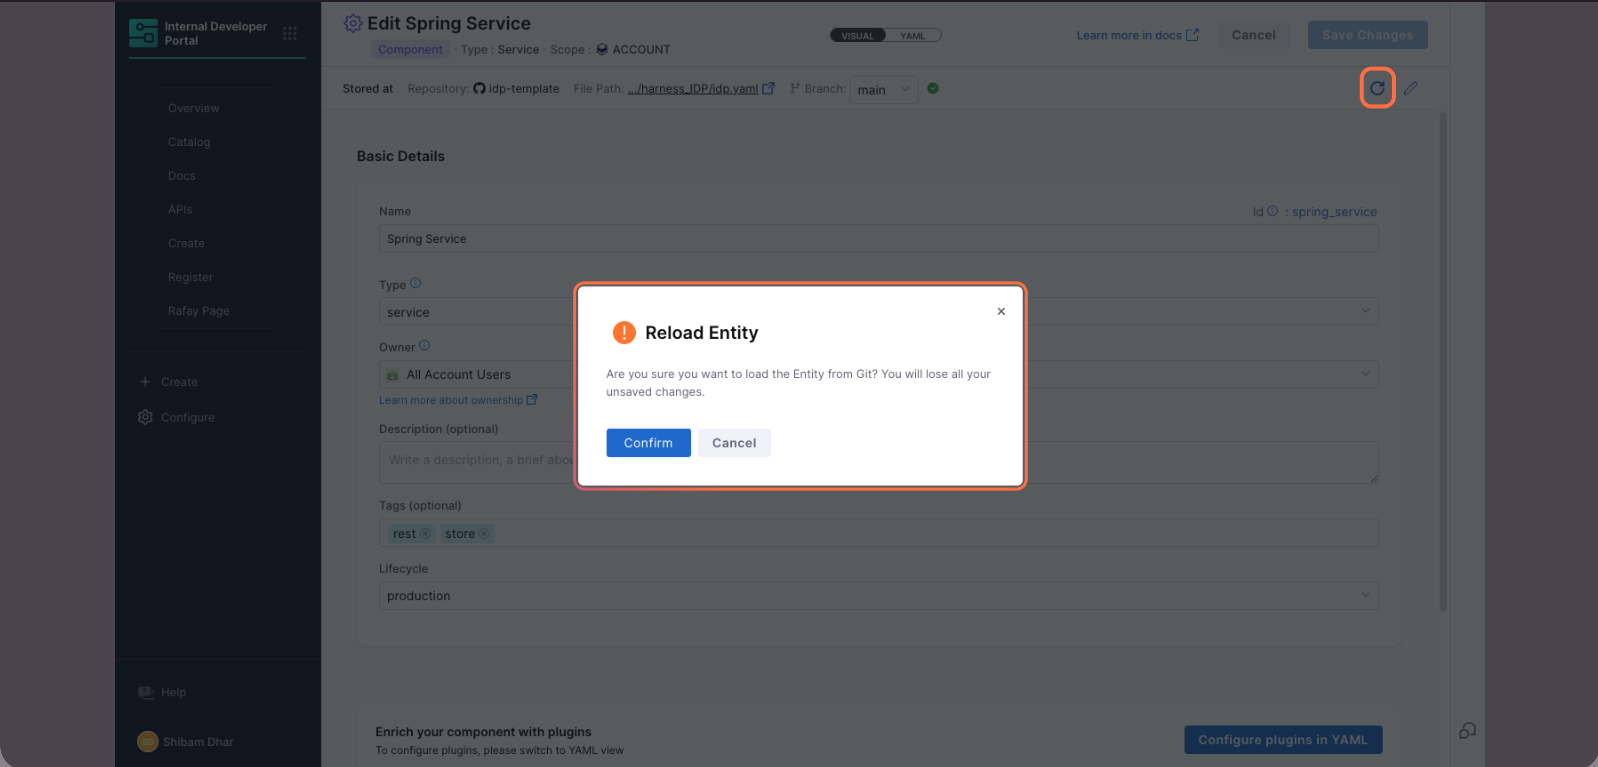 Internal Developer
Portal
Overview
Catalog
Docs
APIs
Create
Register
Rafay Page
Create
Configure
Help
SD Shibam Dhar
Edit Spring Service
Component · Type : Service · Scope : ACCOUNT
VISUAL YAML
Learn more in docs
Cancel
Save Changes
Stored at Repository: idp-template File Path: .../harness_IDP/idp.yaml Branch: main
Basic Details
Name
Id : spring_service
Spring Service
Type
service
Owner
All Account Users
Learn more about ownership
Description (optional)
Write a description, a brief abou
Tags (optional)
rest store
Lifecycle
production
Reload Entity
Are you sure you want to load the Entity from Git? You will lose all your
unsaved changes.
Confirm Cancel
Enrich your component with plugins
To configure plugins, please switch to YAML view
Configure plugins in YAML